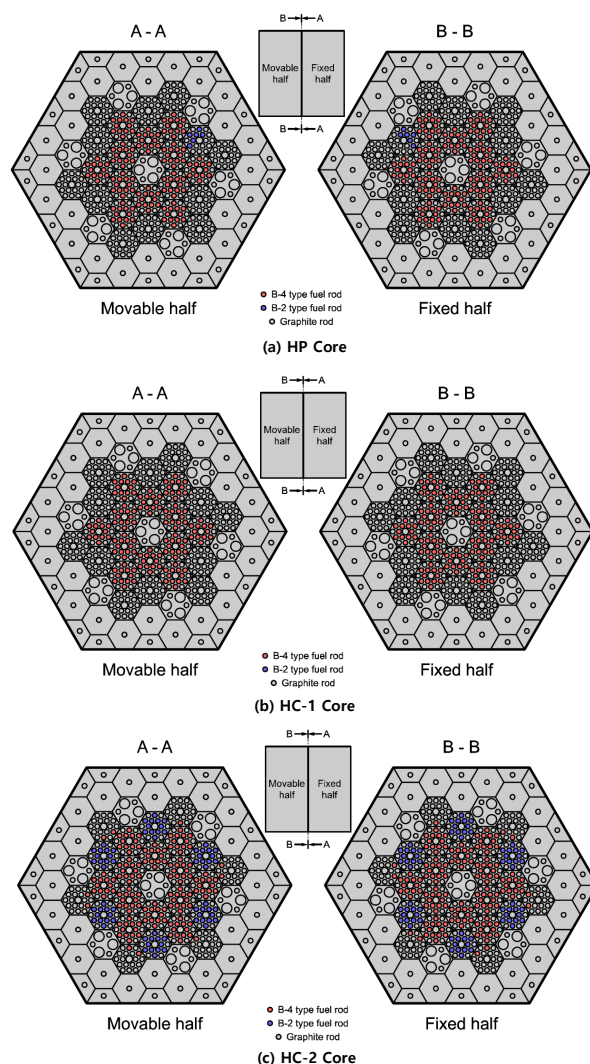 A - A
B - B
B A
Movable half
Fixed half
B A
Movable half
Fixed half
B-4 type fuel rod
B-2 type fuel rod
Graphite rod
(a) HP Core
A - A
B - B
B A
Movable half
Fixed half
B A
Movable half
Fixed half
B-4 type fuel rod
B-2 type fuel rod
Graphite rod
(b) HC-1 Core
A - A
B - B
B A
Movable half
Fixed half
B A
Movable half
Fixed half
B-4 type fuel rod
B-2 type fuel rod
Graphite rod
(c) HC-2 Core